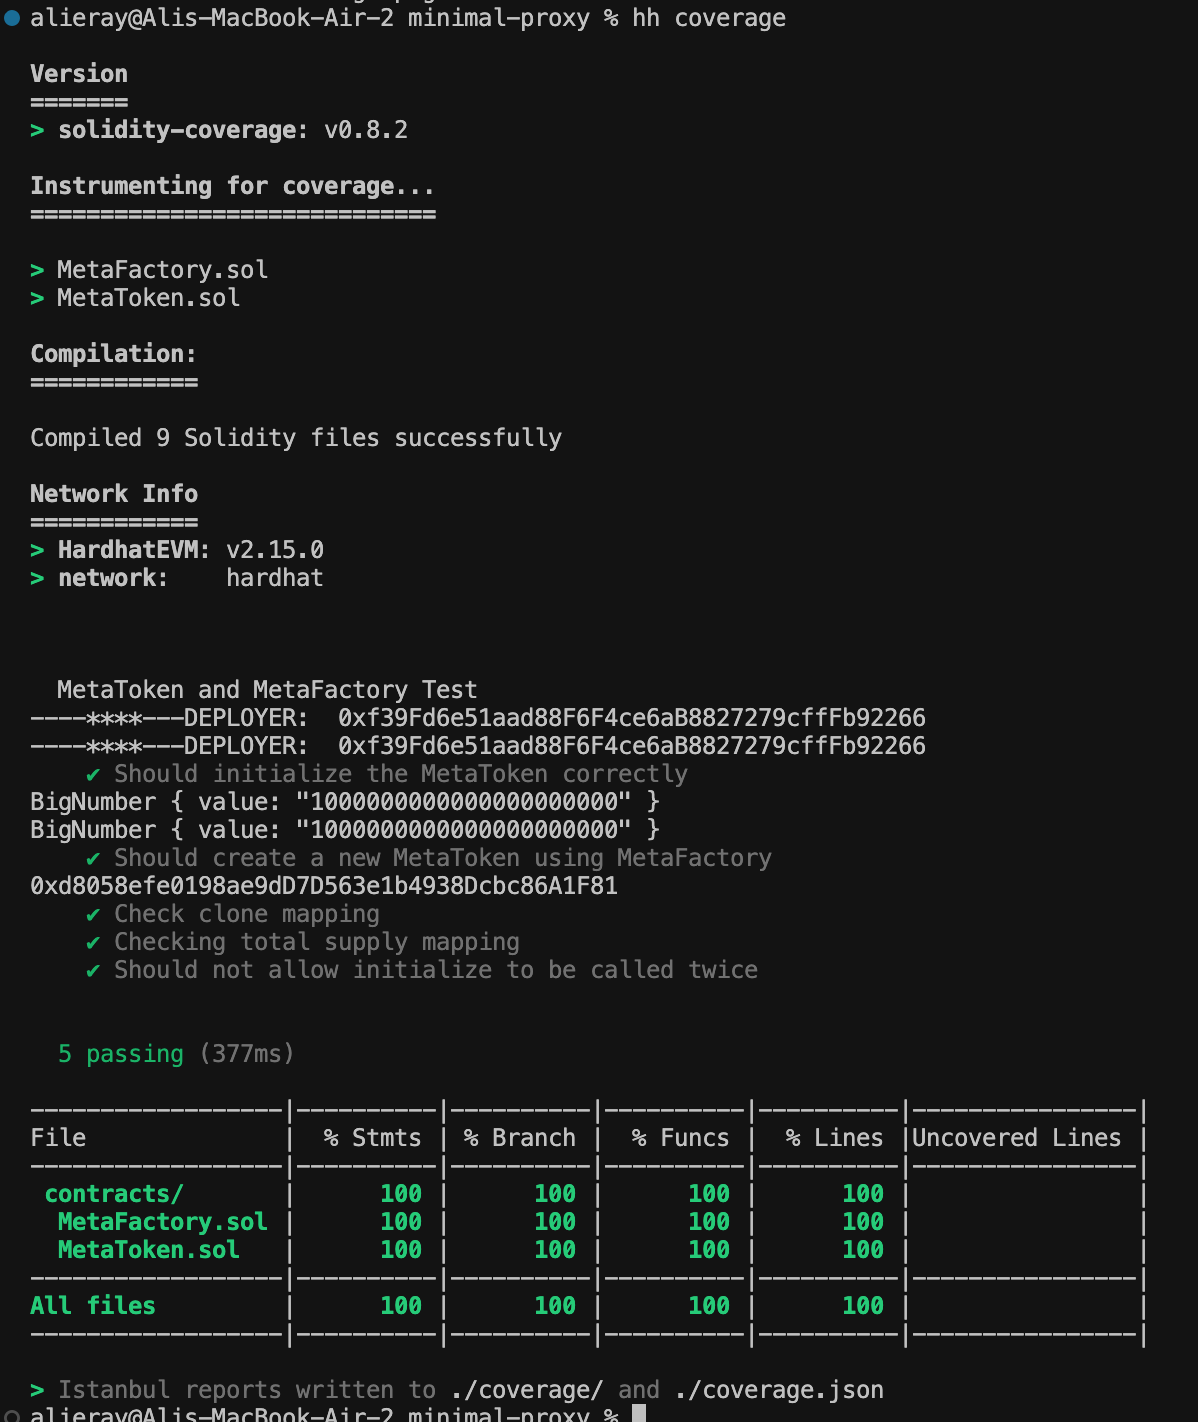 alieray@Alis-MacBook-Air-2 minimal-proxy % hh coverage
Version
=======
> solidity-coverage: v0.8.2
Instrumenting for coverage...
=============================
> MetaFactory.sol
> MetaToken.sol
Compilation:
============
Compiled 9 Solidity files successfully
Network Info
============
> HardhatEVM: v2.15.0
> network:    hardhat
MetaToken and MetaFactory Test
----****---DEPLOYER:  0xf39Fd6e51aad88F6F4ce6aB8827279cffFb92266
----****---DEPLOYER:  0xf39Fd6e51aad88F6F4ce6aB8827279cffFb92266
✔ Should initialize the MetaToken correctly
BigNumber { value: "1000000000000000000000" }
BigNumber { value: "1000000000000000000000" }
✔ Should create a new MetaToken using MetaFactory
0xd8058efe0198ae9dD7D563e1b4938Dcbc86A1F81
✔ Check clone mapping
✔ Checking total supply mapping
✔ Should not allow initialize to be called twice
5 passing (377ms)
------------------|----------|----------|----------|----------|----------------|
File              |  % Stmts | % Branch |  % Funcs |  % Lines |Uncovered Lines |
------------------|----------|----------|----------|----------|----------------|
contracts/       |      100 |      100 |      100 |      100 |                |
MetaFactory.sol |      100 |      100 |      100 |      100 |                |
MetaToken.sol   |      100 |      100 |      100 |      100 |                |
------------------|----------|----------|----------|----------|----------------|
All files         |      100 |      100 |      100 |      100 |                |
------------------|----------|----------|----------|----------|----------------|
> Istanbul reports written to ./coverage/ and ./coverage.json
alieray@Alis-MacBook-Air-2 minimal-proxy %